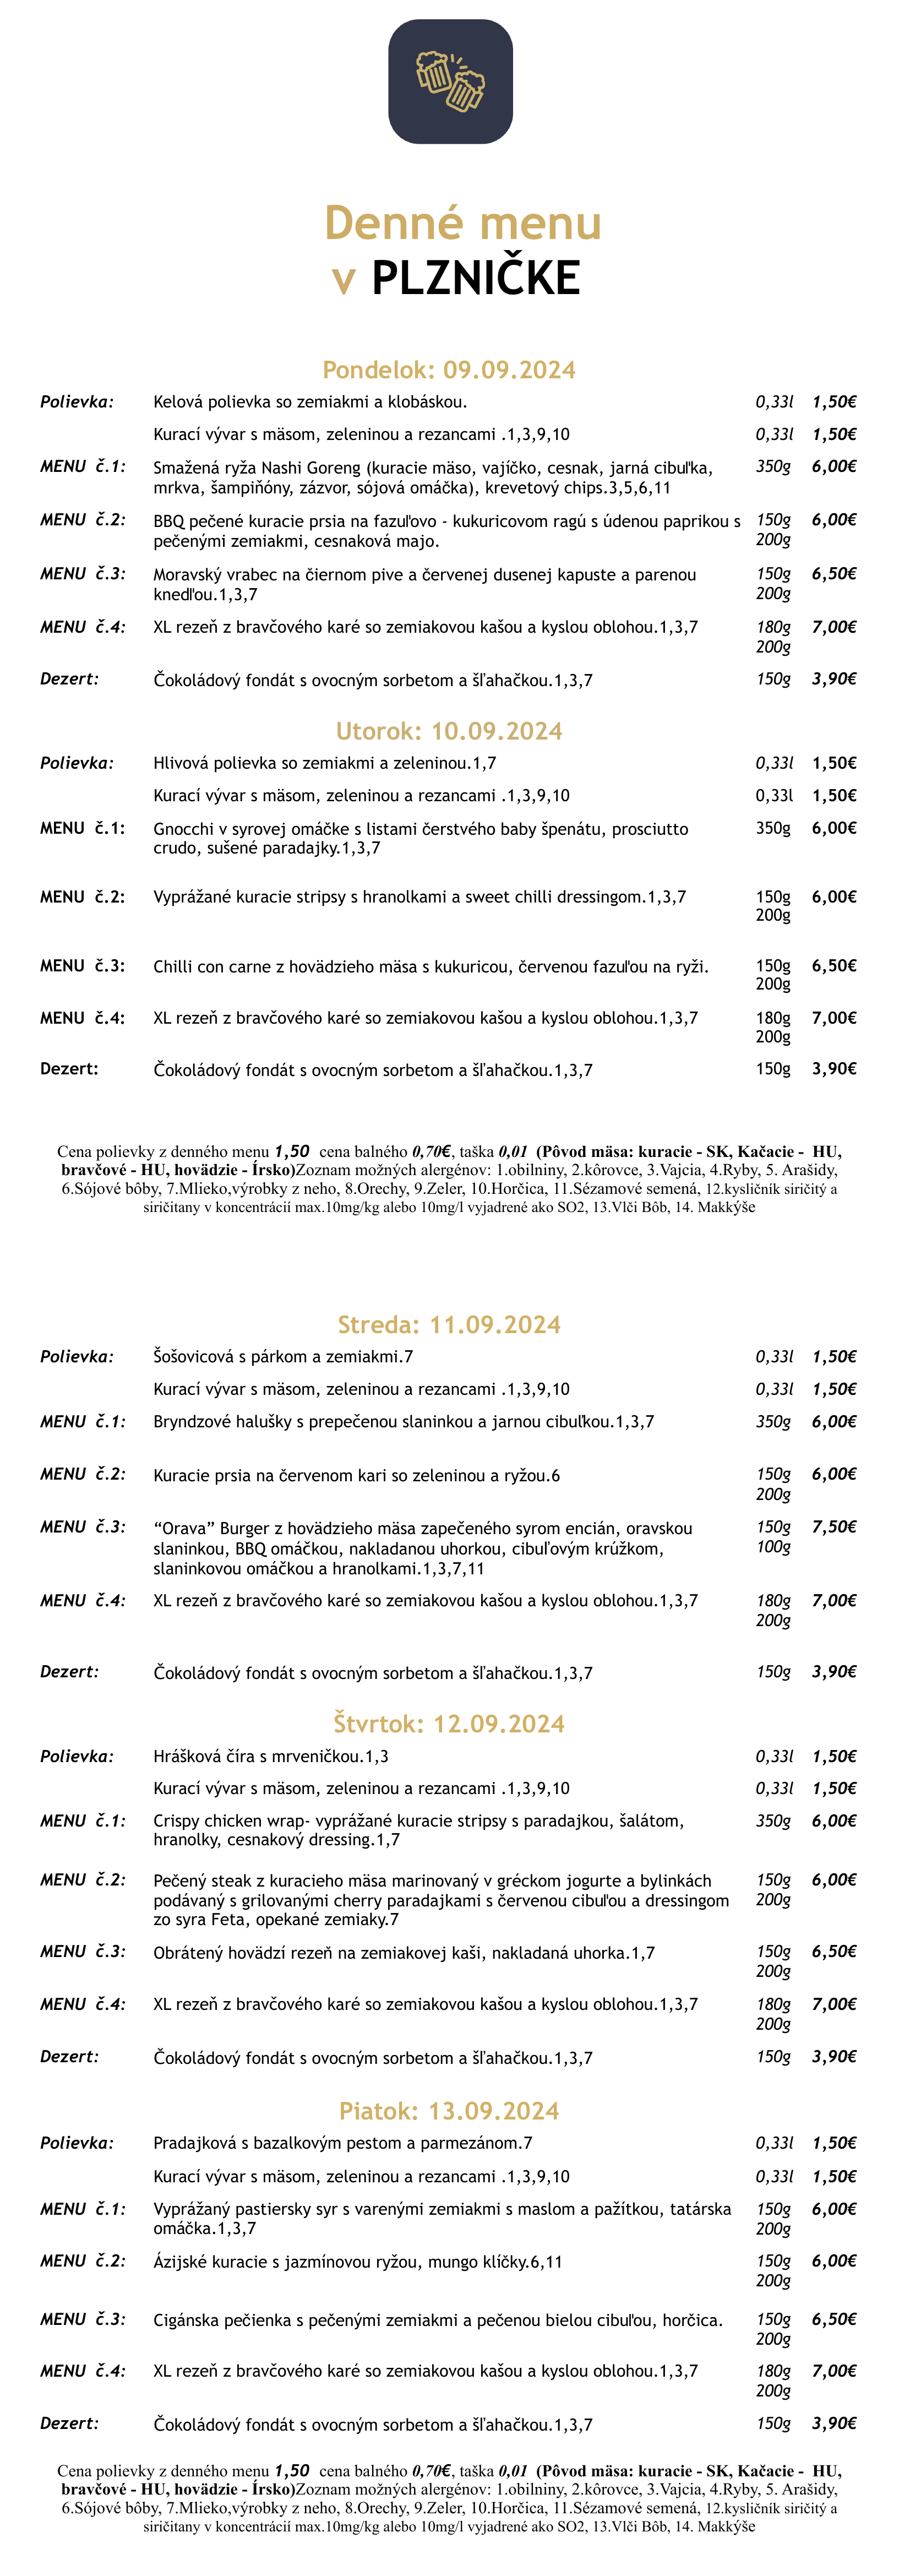 Denné menu
v PLZNIČKE
Pondelok: 09.09.2024
Polievka: Kelová polievka so zemiakmi a klobáskou. 0,33l 1,50€
Kurací vývar s mäsom, zeleninou a rezancami .1,3,9,10 0,33l 1,50€
MENU č.1: Smažená ryža Nashi Goreng (kuracie mäso, vajíčko, cesnak, jarná cibuľka, 350g 6,00€
mrkva, šampiňóny, zázvor, sójová omáčka), krevetový chips.3,5,6,11
MENU č.2: BBQ pečené kuracie prsia na fazuľovo - kukuricovom ragú s údenou paprikou s 150g 6,00€
pečenými zemiakmi, cesnaková majo. 200g
MENU č.3: Moravský vrabec na čiernom pive a červenej dusenej kapuste a parenou 150g 6,50€
knedľou.1,3,7 200g
MENU č.4: XL rezeň z bravčového karé so zemiakovou kašou a kyslou oblohou.1,3,7 180g 7,00€
200g
Dezert: Čokoládový fondát s ovocným sorbetom a šľahačkou.1,3,7 150g 3,90€
Utorok: 10.09.2024
Polievka: Hlivová polievka so zemiakmi a zeleninou.1,7 0,33l 1,50€
Kurací vývar s mäsom, zeleninou a rezancami .1,3,9,10 0,33l 1,50€
MENU č.1: Gnocchi v syrovej omáčke s listami čerstvého baby špenátu, prosciutto 350g 6,00€
crudo, sušené paradajky.1,3,7
MENU č.2: Vyprážané kuracie stripsy s hranolkami a sweet chilli dressingom.1,3,7 150g 6,00€
200g
MENU č.3: Chilli con carne z hovädzieho mäsa s kukuricou, červenou fazuľou na ryži. 150g 6,50€
200g
MENU č.4: XL rezeň z bravčového karé so zemiakovou kašou a kyslou oblohou.1,3,7 180g 7,00€
200g
Dezert: Čokoládový fondát s ovocným sorbetom a šľahačkou.1,3,7 150g 3,90€
Cena polievky z denného menu 1,50 cena balného 0,70€, taška 0,01 (Pôvod mäsa: kuracie - SK, Kačacie - HU,
bravčové - HU, hovädzie - Írsko)Zoznam možných alergénov: 1.obilniny, 2.kôrovce, 3.Vajcia, 4.Ryby, 5. Arašidy,
6.Sójové bôby, 7.Mlieko,výrobky z neho, 8.Orechy, 9.Zeler, 10.Horčica, 11.Sézamové semená, 12.kysličník siričitý a
siričitany v koncentrácií max.10mg/kg alebo 10mg/l vyjadrené ako SO2, 13.Vlči Bôb, 14. Makkýše
Streda: 11.09.2024
Polievka: Šošovicová s párkom a zemiakmi.7 0,33l 1,50€
Kurací vývar s mäsom, zeleninou a rezancami .1,3,9,10 0,33l 1,50€
MENU č.1: Bryndzové halušky s prepečenou slaninkou a jarnou cibuľkou.1,3,7 350g 6,00€
MENU č.2: Kuracie prsia na červenom kari so zeleninou a ryžou.6 150g 6,00€
200g
MENU č.3: “Orava” Burger z hovädzieho mäsa zapečeného syrom encián, oravskou 150g 7,50€
slaninkou, BBQ omáčkou, nakladanou uhorkou, cibuľovým krúžkom, 100g
slaninkovou omáčkou a hranolkami.1,3,7,11
MENU č.4: XL rezeň z bravčového karé so zemiakovou kašou a kyslou oblohou.1,3,7 180g 7,00€
200g
Dezert: Čokoládový fondát s ovocným sorbetom a šľahačkou.1,3,7 150g 3,90€
Štvrtok: 12.09.2024
Polievka: Hrášková číra s mrveničkou.1,3 0,33l 1,50€
Kurací vývar s mäsom, zeleninou a rezancami .1,3,9,10 0,33l 1,50€
MENU č.1: Crispy chicken wrap- vyprážané kuracie stripsy s paradajkou, šalátom, 350g 6,00€
hranolky, cesnakový dressing.1,7
MENU č.2: Pečený steak z kuracieho mäsa marinovaný v gréckom jogurte a bylinkách 150g 6,00€
podávaný s grilovanými cherry paradajkami s červenou cibuľou a dressingom 200g
zo syra Feta, opekané zemiaky.7
MENU č.3: Obrátený hovädzí rezeň na zemiakovej kaši, nakladaná uhorka.1,7 150g 6,50€
200g
MENU č.4: XL rezeň z bravčového karé so zemiakovou kašou a kyslou oblohou.1,3,7 180g 7,00€
200g
Dezert: Čokoládový fondát s ovocným sorbetom a šľahačkou.1,3,7 150g 3,90€
Piatok: 13.09.2024
Polievka: Pradajková s bazalkovým pestom a parmezánom.7 0,33l 1,50€
Kurací vývar s mäsom, zeleninou a rezancami .1,3,9,10 0,33l 1,50€
MENU č.1: Vyprážaný pastiersky syr s varenými zemiakmi s maslom a pažítkou, tatárska 150g 6,00€
omáčka.1,3,7 200g
MENU č.2: Ázijské kuracie s jazmínovou ryžou, mungo klíčky.6,11 150g 6,00€
200g
MENU č.3: Cigánska pečienka s pečenými zemiakmi a pečenou bielou cibuľou, horčica. 150g 6,50€
200g
MENU č.4: XL rezeň z bravčového karé so zemiakovou kašou a kyslou oblohou.1,3,7 180g 7,00€
200g
Dezert: Čokoládový fondát s ovocným sorbetom a šľahačkou.1,3,7 150g 3,90€
Cena polievky z denného menu 1,50 cena balného 0,70€, taška 0,01 (Pôvod mäsa: kuracie - SK, Kačacie - HU,
bravčové - HU, hovädzie - Írsko)Zoznam možných alergénov: 1.obilniny, 2.kôrovce, 3.Vajcia, 4.Ryby, 5. Arašidy,
6.Sójové bôby, 7.Mlieko,výrobky z neho, 8.Orechy, 9.Zeler, 10.Horčica, 11.Sézamové semená, 12.kysličník siričitý a
siričitany v koncentrácií max.10mg/kg alebo 10mg/l vyjadrené ako SO2, 13.Vlči Bôb, 14. Makkýše